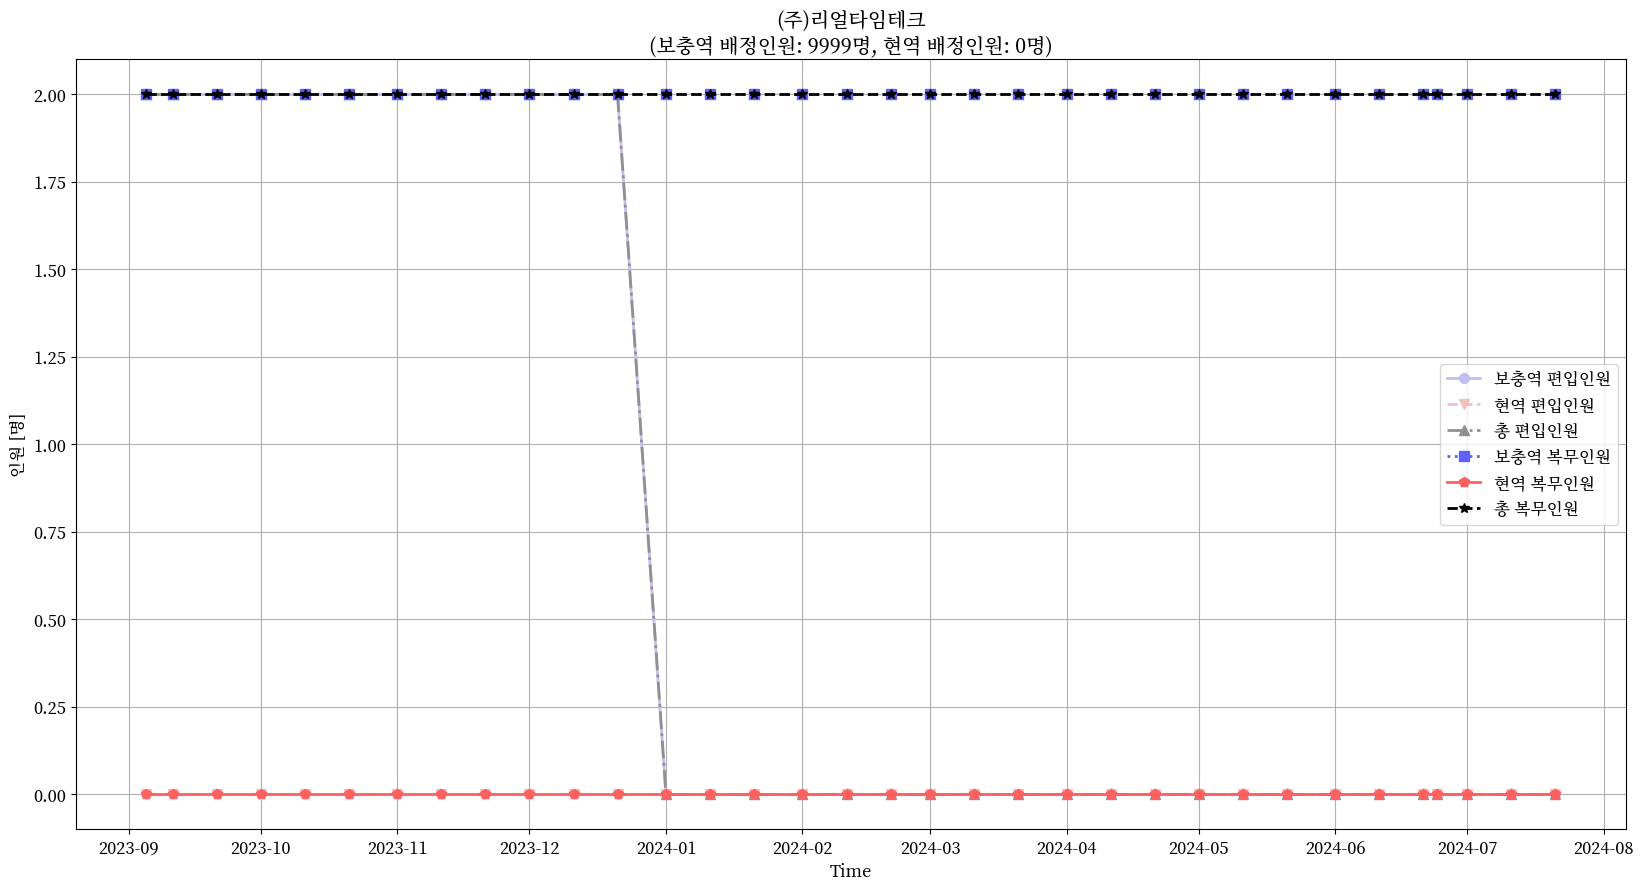 (주)리얼타임테크
(보충역 배정인원: 9999명, 현역 배정인원: 0명)
2.00
1.75
1.50
1.25
1.00
0.75
0.50
0.25
0.00
인원 [명]
보충역 편입인원
현역 편입인원
총 편입인원
보충역 복무인원
현역 복무인원
총 복무인원
2023-09 2023-10 2023-11 2023-12 2024-01 2024-02 2024-03 2024-04 2024-05 2024-06 2024-07 2024-08
Time